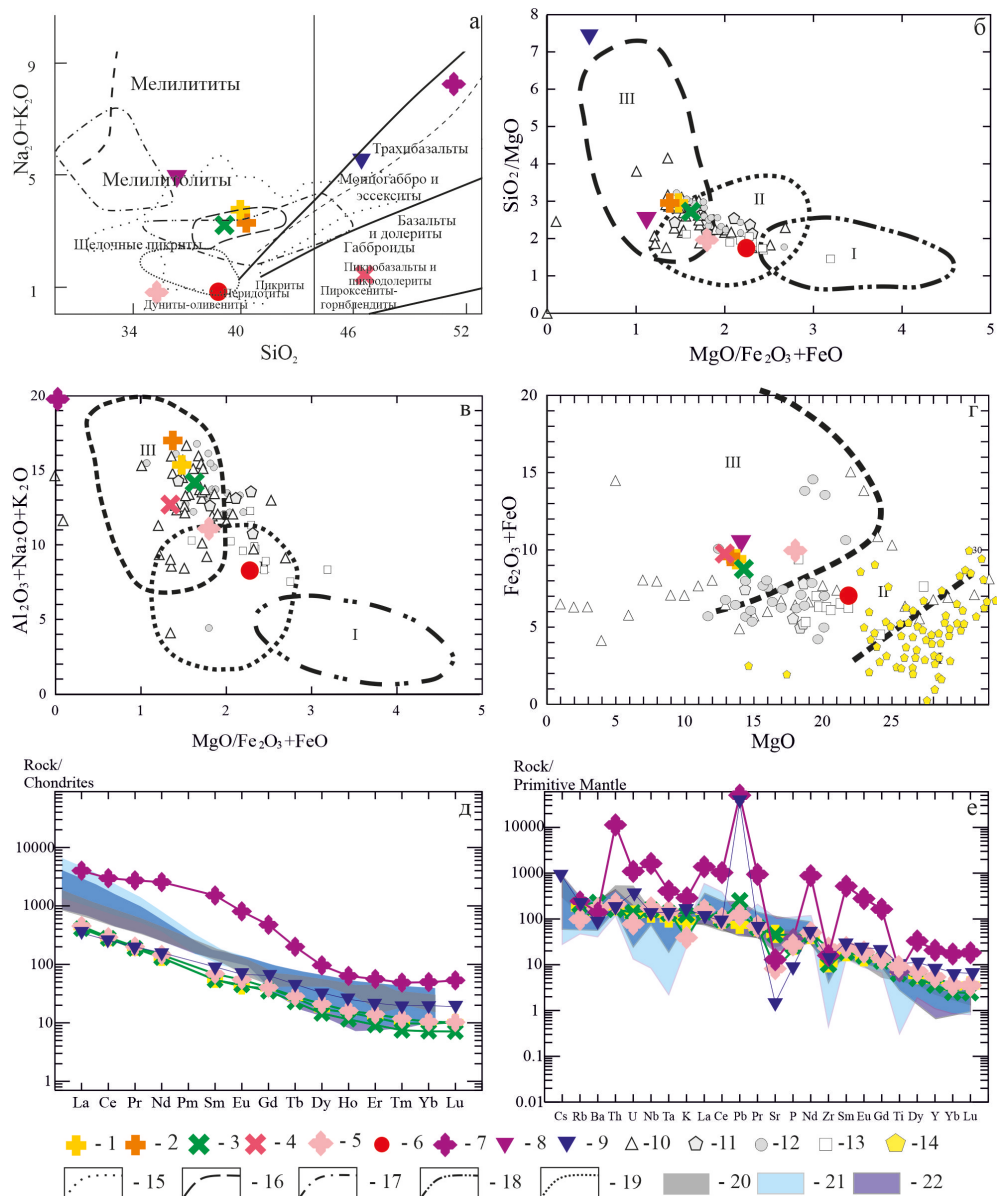 а
Na₂O+K₂O
9
5
1
Мелилититы
Мелилитолиты
Трахибазальты
Монцогаббро и
эссекситы
Базальты
и долериты
Габброиды
Щелочные пикриты
Пикробазальты и
пикродолериты
Пикриты
Перидотиты
Дуниты-оливениты
Пироксениты-
горнблендиты
34
40
46
52
SiO₂
б
SiO₂/MgO
8
7
6
5
4
3
2
1
0
III
II
I
0
1
2
3
4
5
MgO/Fe₂O₃+FeO
в
Al₂O₃+Na₂O+K₂O
20
15
10
5
0
III
I
0
1
2
3
4
5
MgO/Fe₂O₃+FeO
г
Fe₂O₃+FeO
20
15
10
5
0
III
II
30
0
5
10
15
20
25
MgO
Rock/
Chondrites
д
10000
1000
100
10
1
La Ce Pr Nd Pm Sm Eu Gd Tb Dy Ho Er Tm Yb Lu
Rock/
Primitive Mantle
е
10000
1000
100
10
1
0.1
0.01
Cs Rb Ba Th U Nb Ta K La Ce Pb Pr Sr P Nd Zr Sm Eu Gd Ti Dy Y Yb Lu
- 1 - 2 - 3 - 4 - 5 - 6 - 7 - 8 - 9 - 10 - 11 - 12 - 13 - 14
- 15 - 16 - 17 - 18 - 19 - 20 - 21 - 22